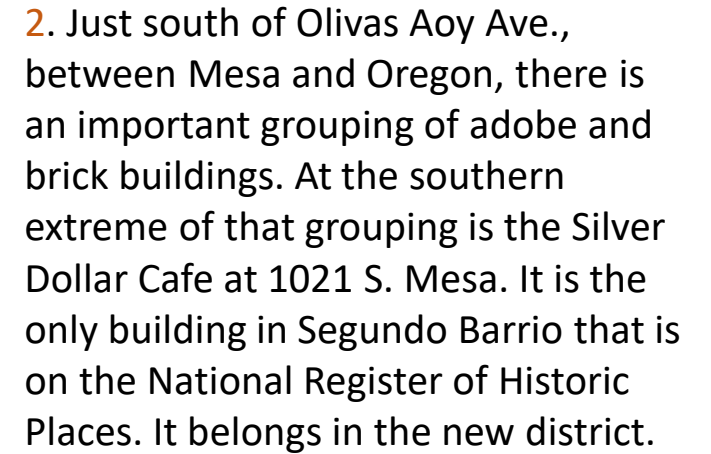 2. Just south of Olivas Aoy Ave.,
between Mesa and Oregon, there is
an important grouping of adobe and
brick buildings. At the southern
extreme of that grouping is the Silver
Dollar Cafe at 1021 S. Mesa. It is the
only building in Segundo Barrio that is
on the National Register of Historic
Places. It belongs in the new district.